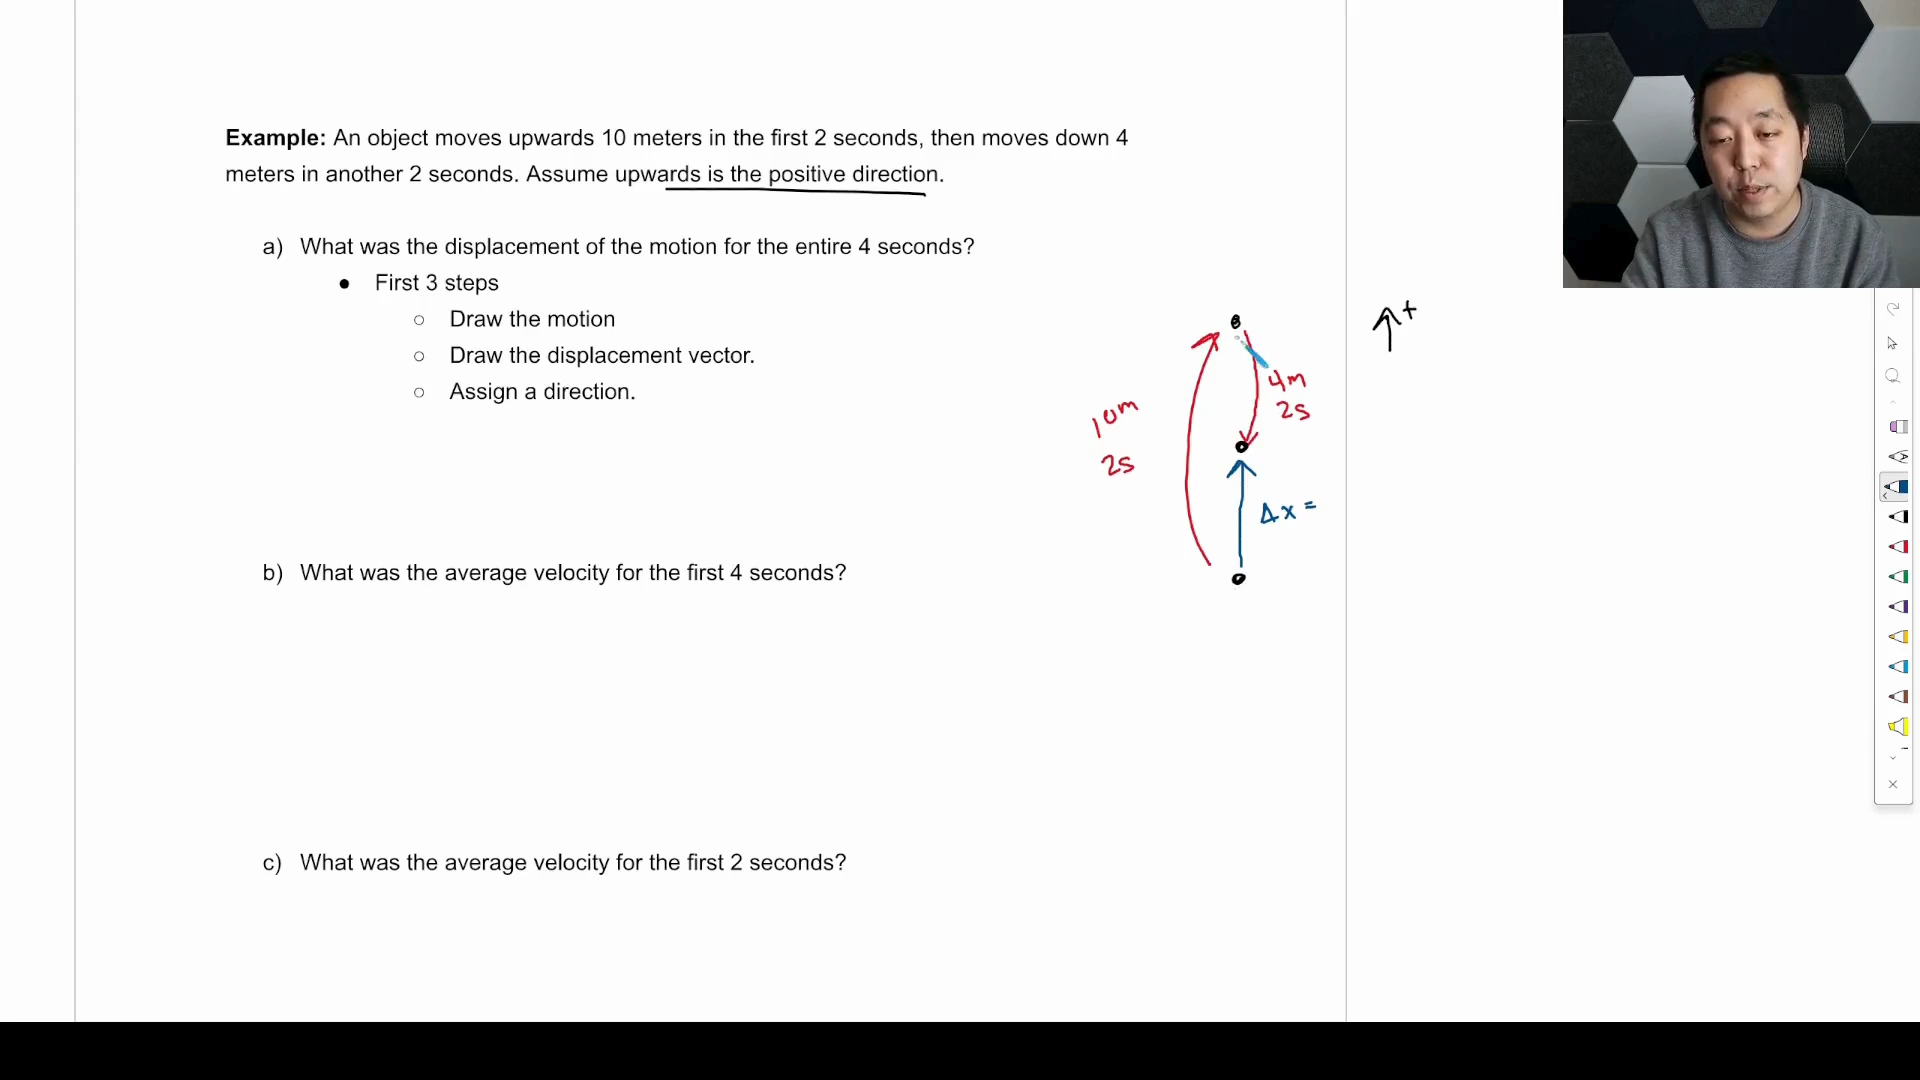 Example: An object moves upwards 10 meters in the first 2 seconds, then moves down 4
meters in another 2 seconds. Assume upwards is the positive direction.
a) What was the displacement of the motion for the entire 4 seconds?
● First 3 steps
○ Draw the motion
○ Draw the displacement vector.
○ Assign a direction.
+
4m
2s
10m
2s
Δx =
b) What was the average velocity for the first 4 seconds?
c) What was the average velocity for the first 2 seconds?